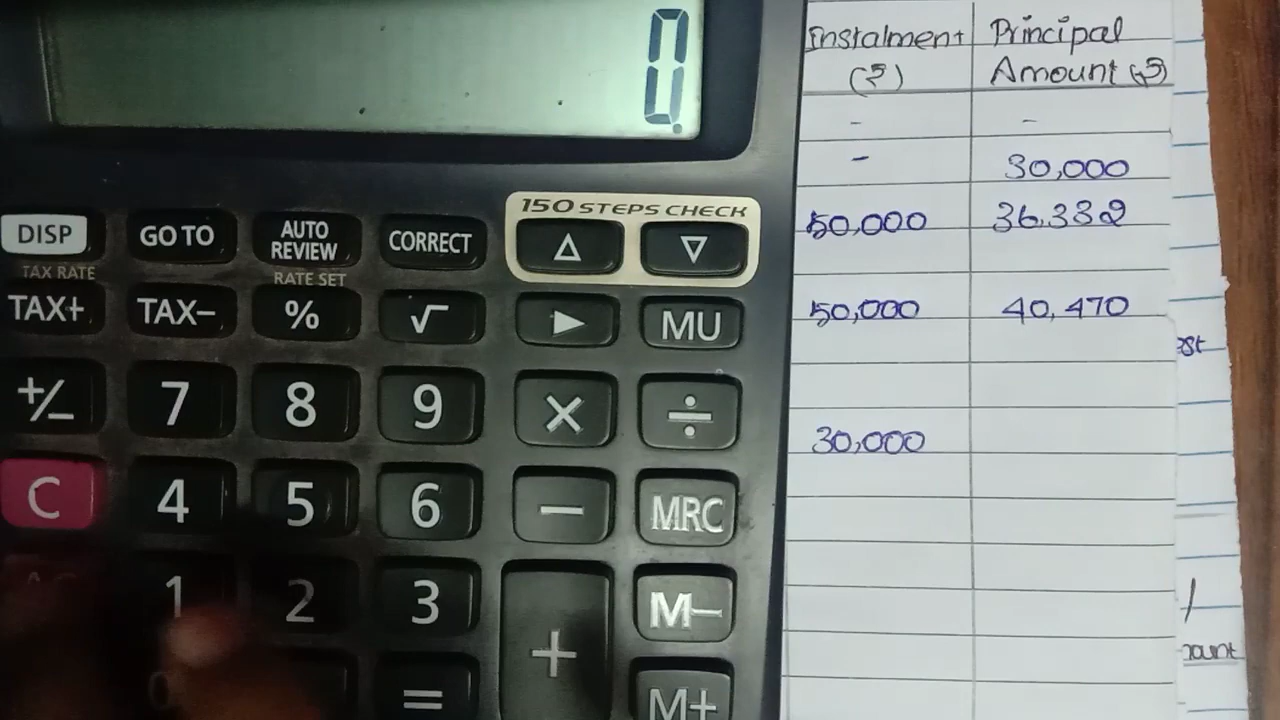 0.
150 STEPS CHECK
DISP GO TO AUTO REVIEW CORRECT △ ▽
TAX RATE RATE SET
TAX+ TAX− % √ ▶ MU
+/− 7 8 9 × ÷
C 4 5 6 − MRC
1 2 3 + M−
= M+
Instalment (₹) Principal Amount (₹)
- -
- 30,000
50,000 36,332
50,000 40,470
30,000